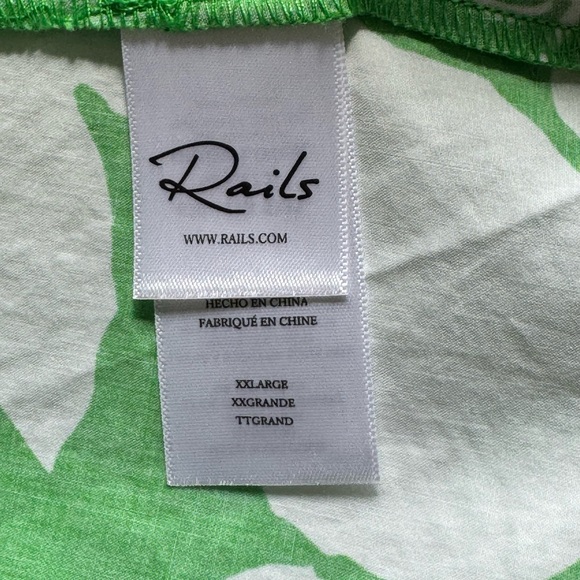 Rails
WWW.RAILS.COM
HECHO EN CHINA
FABRIQUÉ EN CHINE
XXLARGE
XXGRANDE
TTGRAND